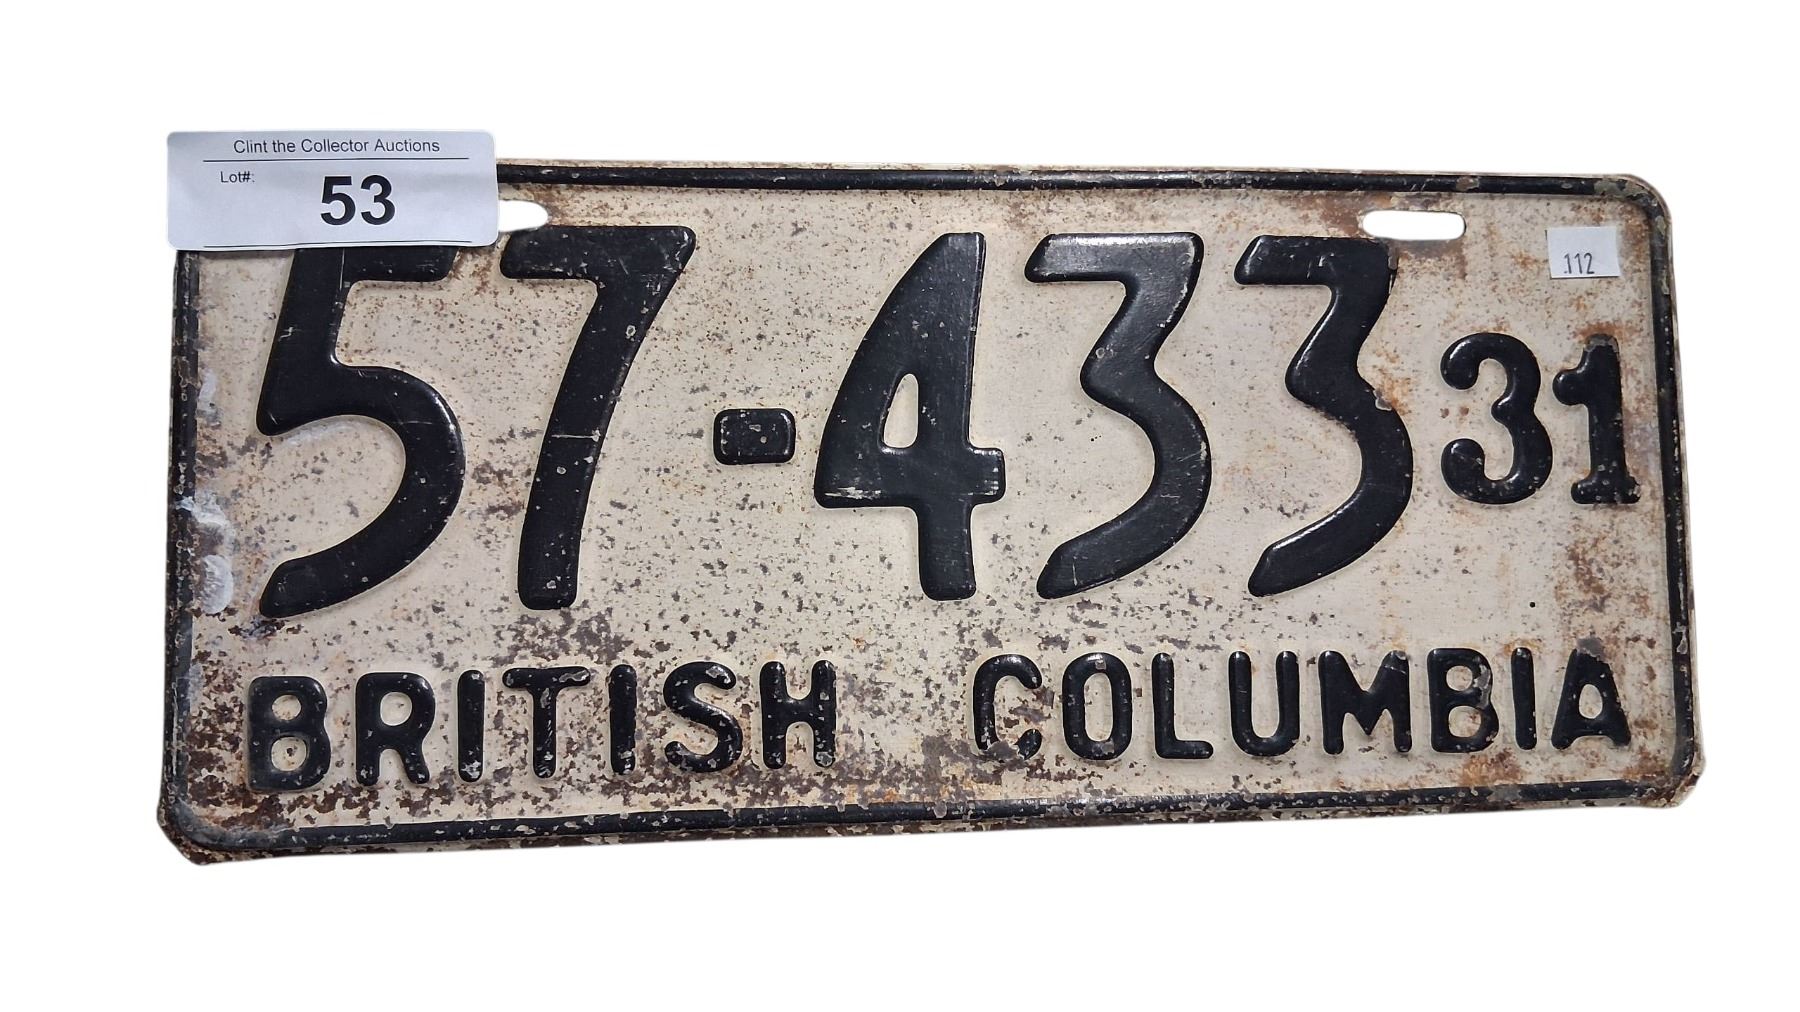 Clint the Collector Auctions
Lot#: 53
112
57-433 31
BRITISH COLUMBIA